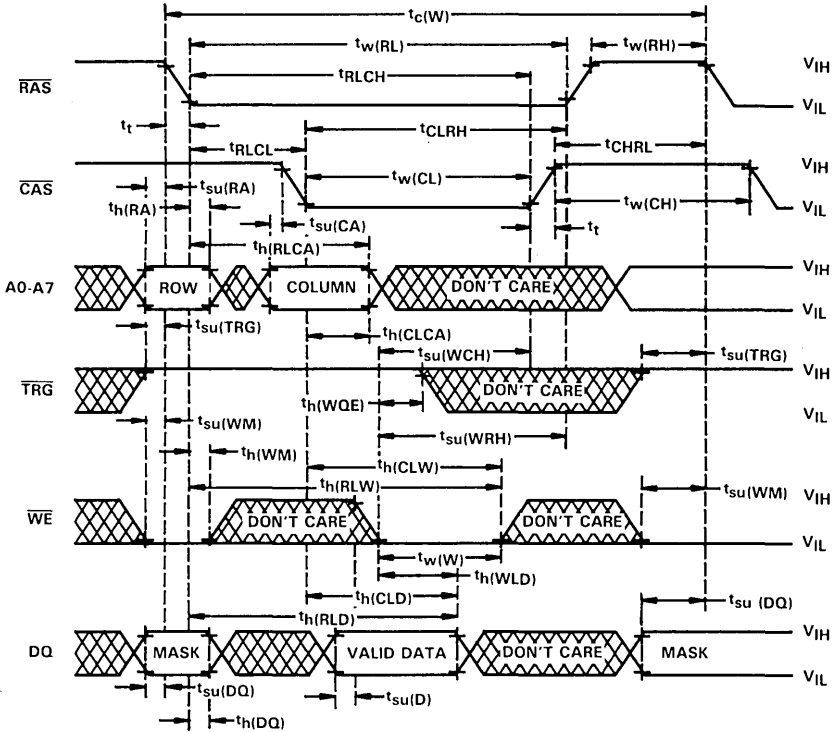 tc(W)
tw(RL)
tw(RH)
tRLCH
RAS
VIH
VIL
tt
tCLRH
tRLCL
tCHRL
CAS
VIH
VIL
tsu(RA)
tw(CL)
th(RA)
tsu(CA)
tw(CH)
tt
th(RLCA)
A0-A7
ROW
COLUMN
DON'T CARE
VIH
VIL
tsu(TRG)
th(CLCA)
tsu(WCH)
tsu(TRG)
TRG
DON'T CARE
VIH
VIL
th(WQE)
tsu(WM)
tsu(WRH)
th(WM)
th(CLW)
th(RLW)
tsu(WM)
WE
DON'T CARE
DON'T CARE
VIH
VIL
tw(W)
th(WLD)
th(CLD)
th(RLD)
tsu (DQ)
DQ
MASK
VALID DATA
DON'T CARE
MASK
VIH
VIL
tsu(DQ)
tsu(D)
th(DQ)